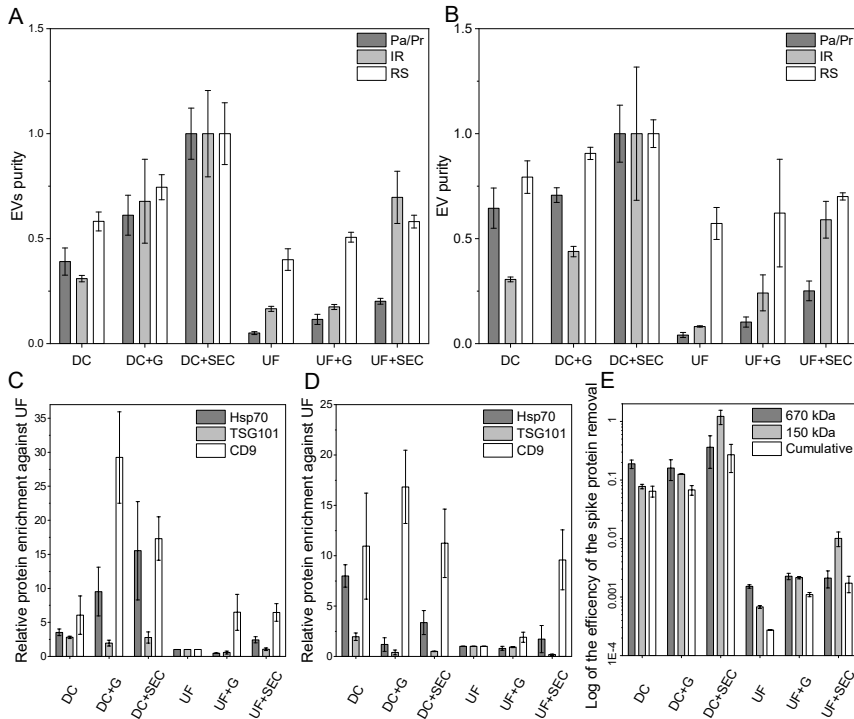 A
EVs purity
1.5
1.0
0.5
0.0
Pa/Pr
IR
RS
DC
DC+G
DC+SEC
UF
UF+G
UF+SEC
B
EV purity
1.5
1.0
0.5
0.0
Pa/Pr
IR
RS
DC
DC+G
DC+SEC
UF
UF+G
UF+SEC
C
Relative protein enrichment against UF
35
30
25
20
15
10
5
0
Hsp70
TSG101
CD9
DC
DC+G
DC+SEC
UF
UF+G
UF+SEC
D
Relative protein enrichment against UF
20
15
10
5
0
Hsp70
TSG101
CD9
DC
DC+G
DC+SEC
UF
UF+G
UF+SEC
E
Log of the efficency of the spike protein removal
1
0.1
0.01
0.001
1E-4
670 kDa
150 kDa
Cumulative
DC
DC+G
DC+SEC
UF
UF+G
UF+SEC